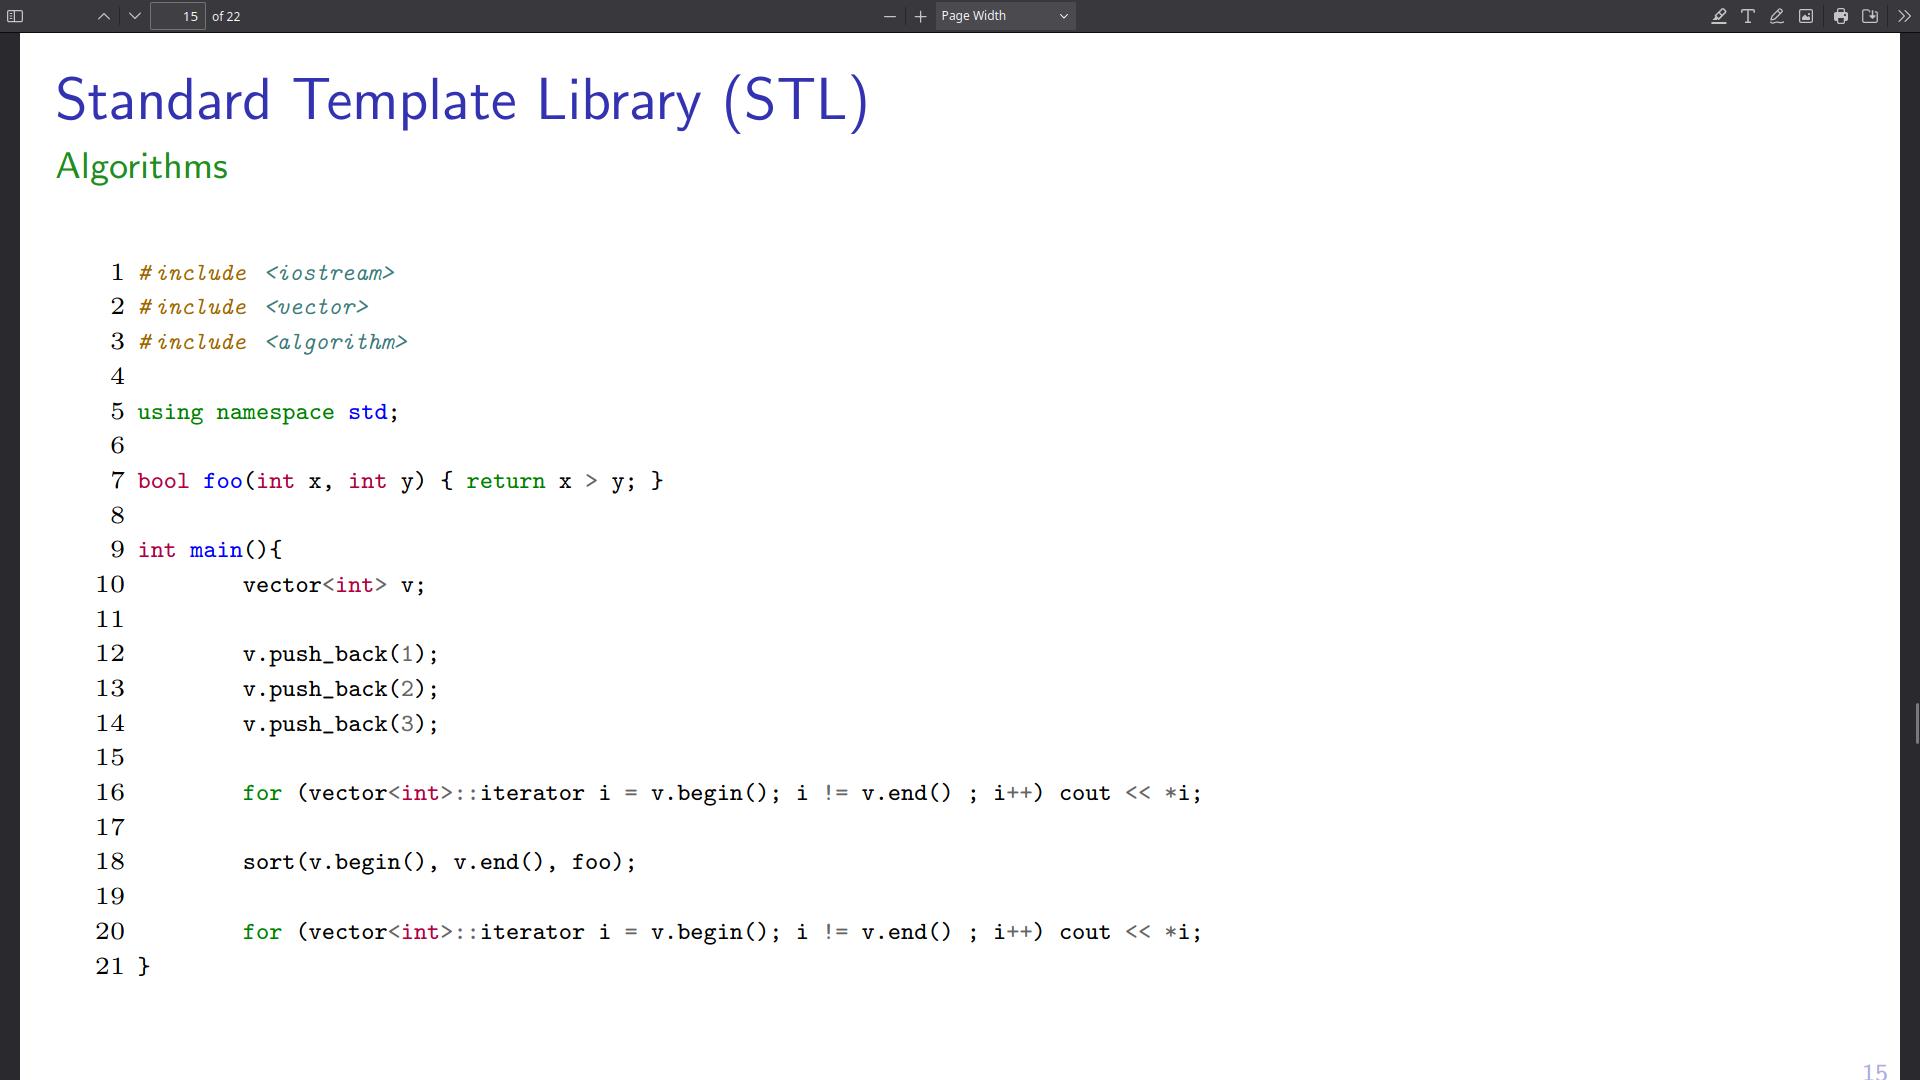 15 of 22 Page Width
Standard Template Library (STL)
Algorithms
1 #include <iostream>
2 #include <vector>
3 #include <algorithm>
4
5 using namespace std;
6
7 bool foo(int x, int y) { return x > y; }
8
9 int main(){
10 vector<int> v;
11
12 v.push_back(1);
13 v.push_back(2);
14 v.push_back(3);
15
16 for (vector<int>::iterator i = v.begin(); i != v.end() ; i++) cout << *i;
17
18 sort(v.begin(), v.end(), foo);
19
20 for (vector<int>::iterator i = v.begin(); i != v.end() ; i++) cout << *i;
21 }
15